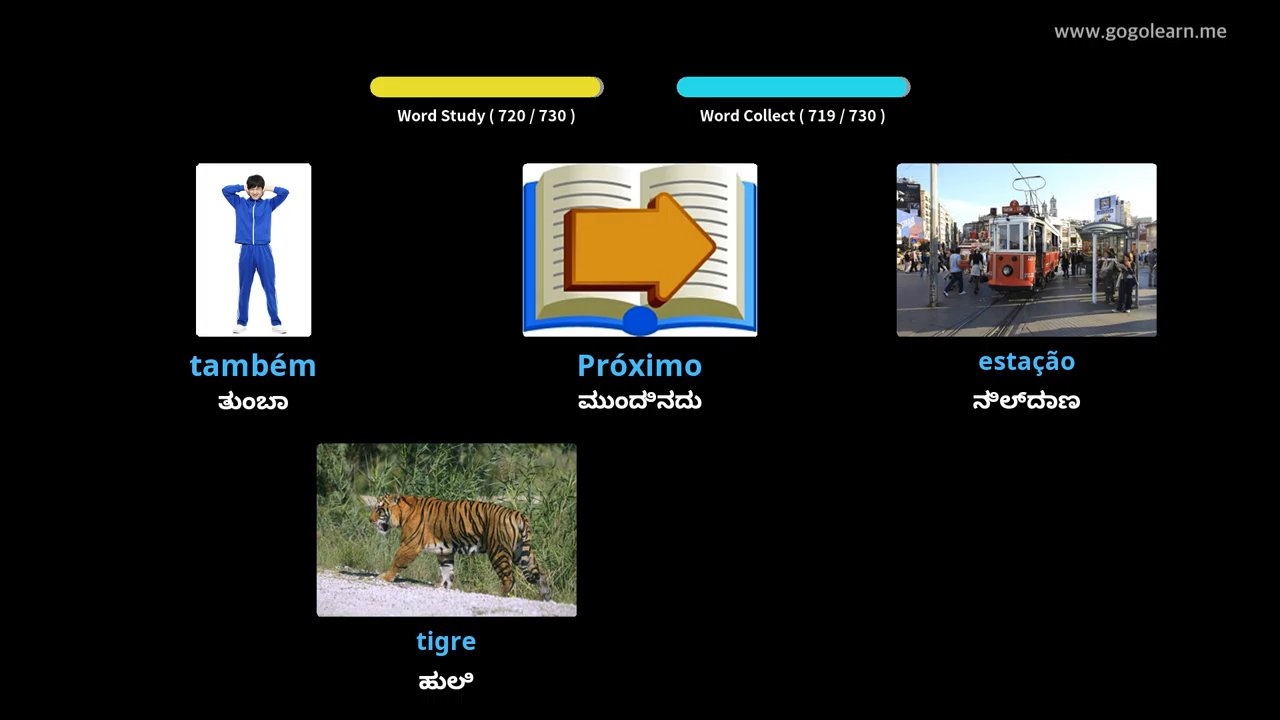 www.gogolearn.me
Word Study ( 720 / 730 )
Word Collect ( 719 / 730 )
também
ತುಂಬಾ
Próximo
ಮುಂದಿನದು
estação
ನಿಲ್ದಾಣ
tigre
ಹುಲಿ